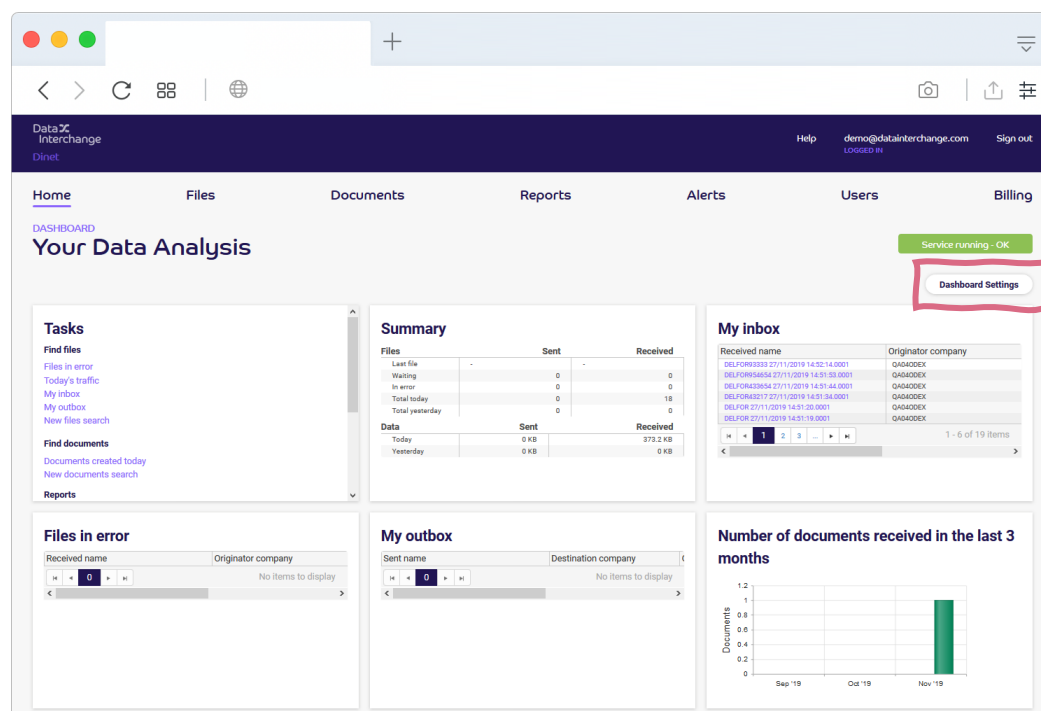 Data
Interchange
Dinet
Help demo@datainterchange.com Sign out
LOGGED IN
Home Files Documents Reports Alerts Users Billing
DASHBOARD
Your Data Analysis
Service running - OK
Dashboard Settings
Tasks
Find files
Files in error
Today's traffic
My inbox
My outbox
New files search
Find documents
Documents created today
New documents search
Reports
Summary
Files Sent Received
Last file - -
Waiting 0 0
In error 0 0
Total today 0 18
Total yesterday 0 0
Data Sent Received
Today 0 KB 373.2 KB
Yesterday 0 KB 0 KB
My inbox
Received name Originator company
DELFOR93333 27/11/2019 14:52:14.0001 QA04ODEX
DELFOR954654 27/11/2019 14:51:53.0001 QA04ODEX
DELFOR433654 27/11/2019 14:51:44.0001 QA04ODEX
DELFOR43217 27/11/2019 14:51:34.0001 QA04ODEX
DELFOR 27/11/2019 14:51:20.0001 QA04ODEX
DELFOR 27/11/2019 14:51:19.0001 QA04ODEX
1 2 3 ... 1 - 6 of 19 items
Files in error
Received name Originator company
0 No items to display
My outbox
Sent name Destination company
0 No items to display
Number of documents received in the last 3
months
Documents
1.2
1
0.8
0.6
0.4
0.2
0
Sep '19 Oct '19 Nov '19